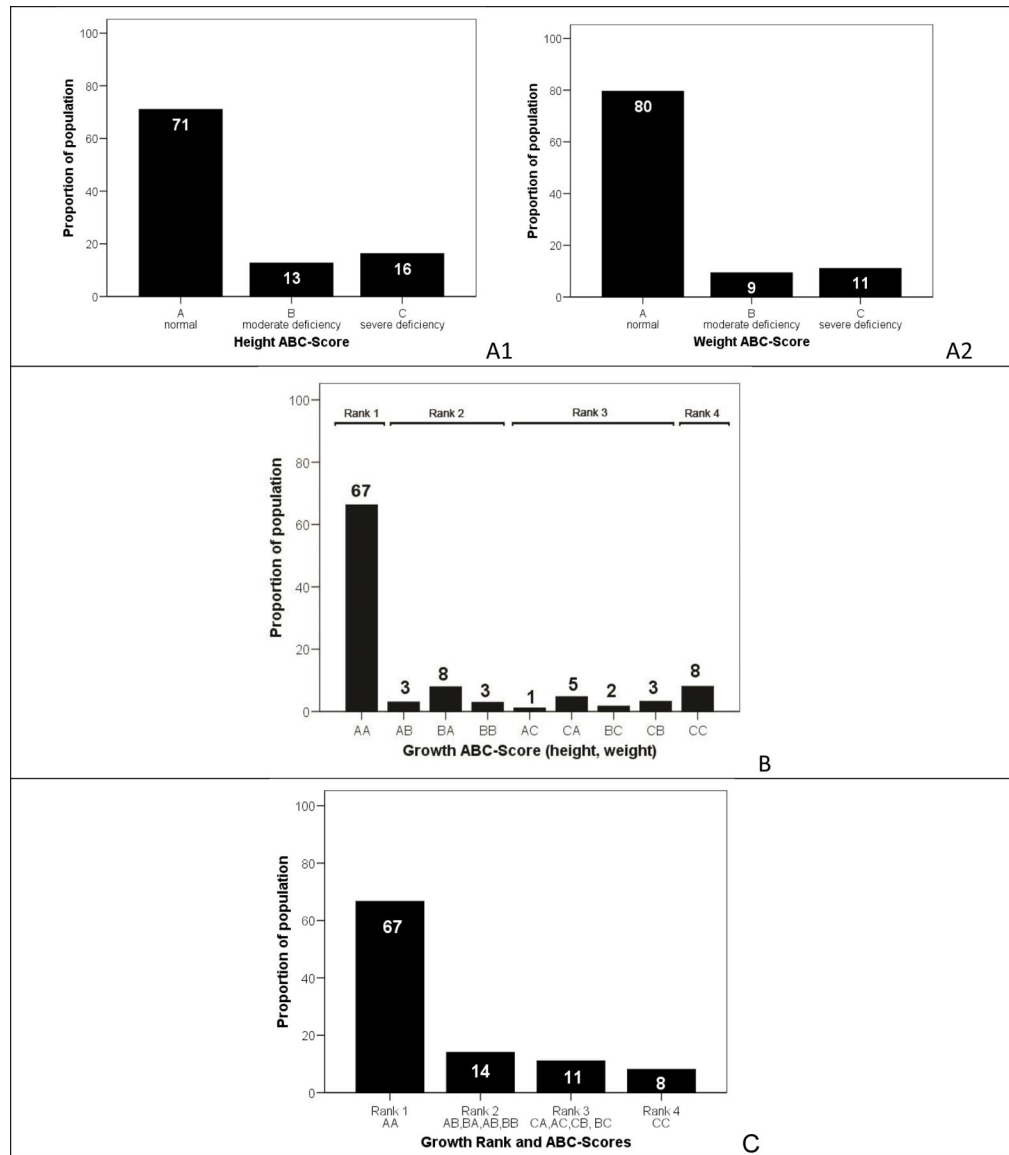 100
80
60
40
20
0
Proportion of population
71
13
16
A B C
normal moderate deficiency severe deficiency
Height ABC-Score
A1
100
80
60
40
20
0
Proportion of population
80
9
11
A B C
normal moderate deficiency severe deficiency
Weight ABC-Score
A2
100
80
60
40
20
0
Proportion of population
Rank 1 Rank 2 Rank 3 Rank 4
67
3
8
3
1
5
2
3
8
AA AB BA BB AC CA BC CB CC
Growth ABC-Score (height, weight)
B
100
80
60
40
20
0
Proportion of population
67
14
11
8
Rank 1 Rank 2 Rank 3 Rank 4
AA AB,BA,AB,BB CA,AC,CB, BC CC
Growth Rank and ABC-Scores
C